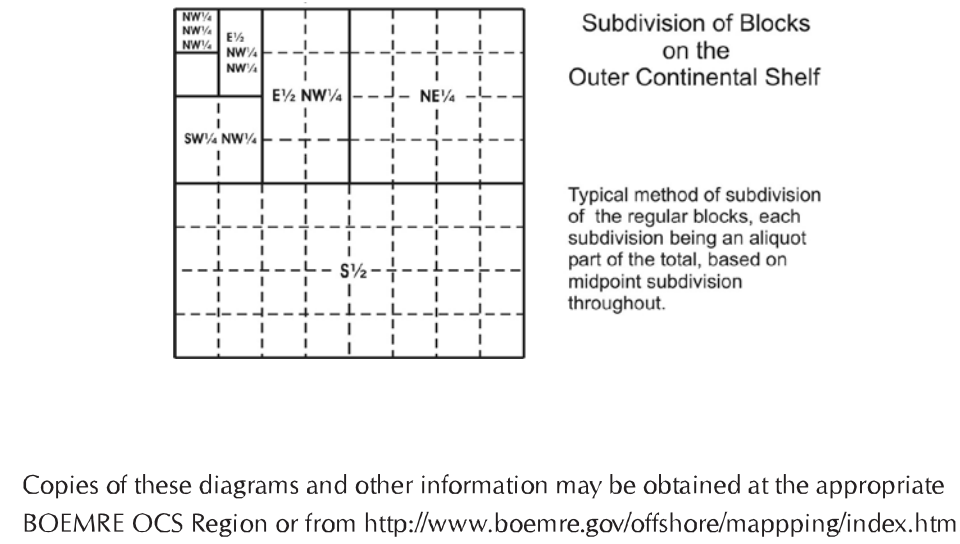 NW¼
NW¼
NW¼
E½
NW¼
NW¼
E½ NW¼
NE¼
SW¼ NW¼
S½
Subdivision of Blocks
on the
Outer Continental Shelf
Typical method of subdivision
of the regular blocks, each
subdivision being an aliquot
part of the total, based on
midpoint subdivision
throughout.
Copies of these diagrams and other information may be obtained at the appropriate
BOEMRE OCS Region or from http://www.boemre.gov/offshore/mappping/index.htm